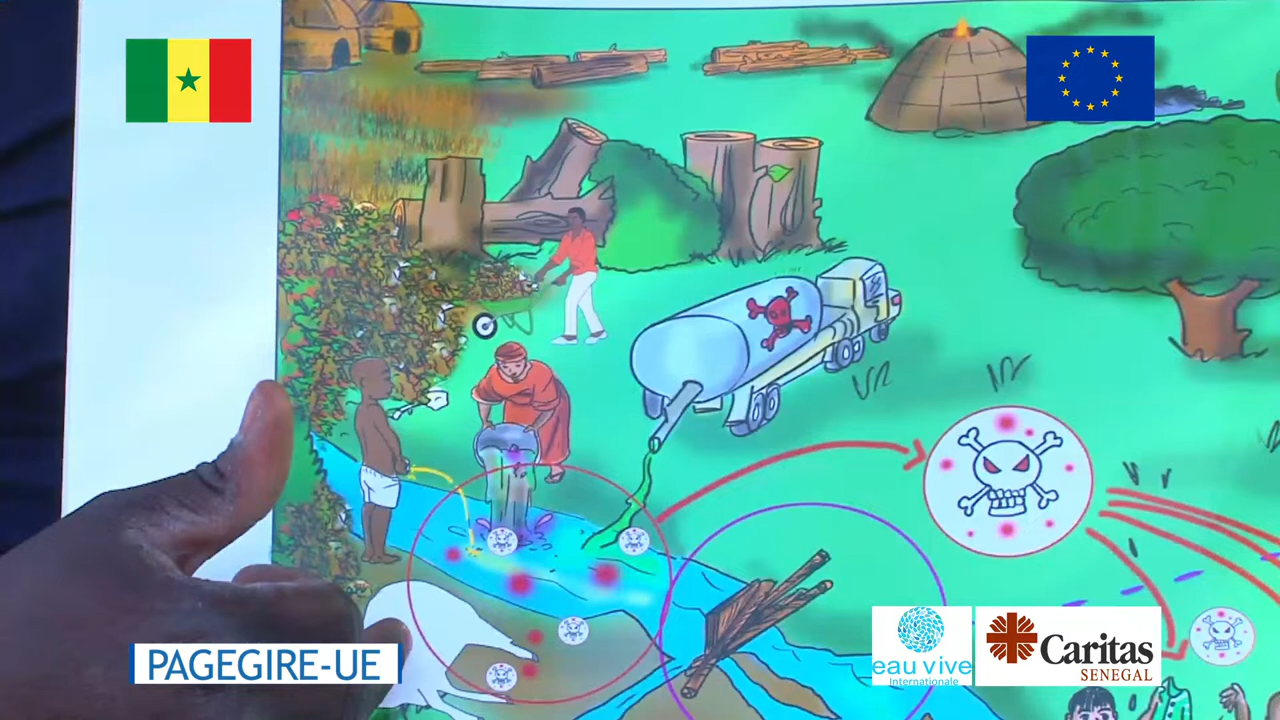 PAGEGIRE-UE
eau vive
Internationale
Caritas
SENEGAL